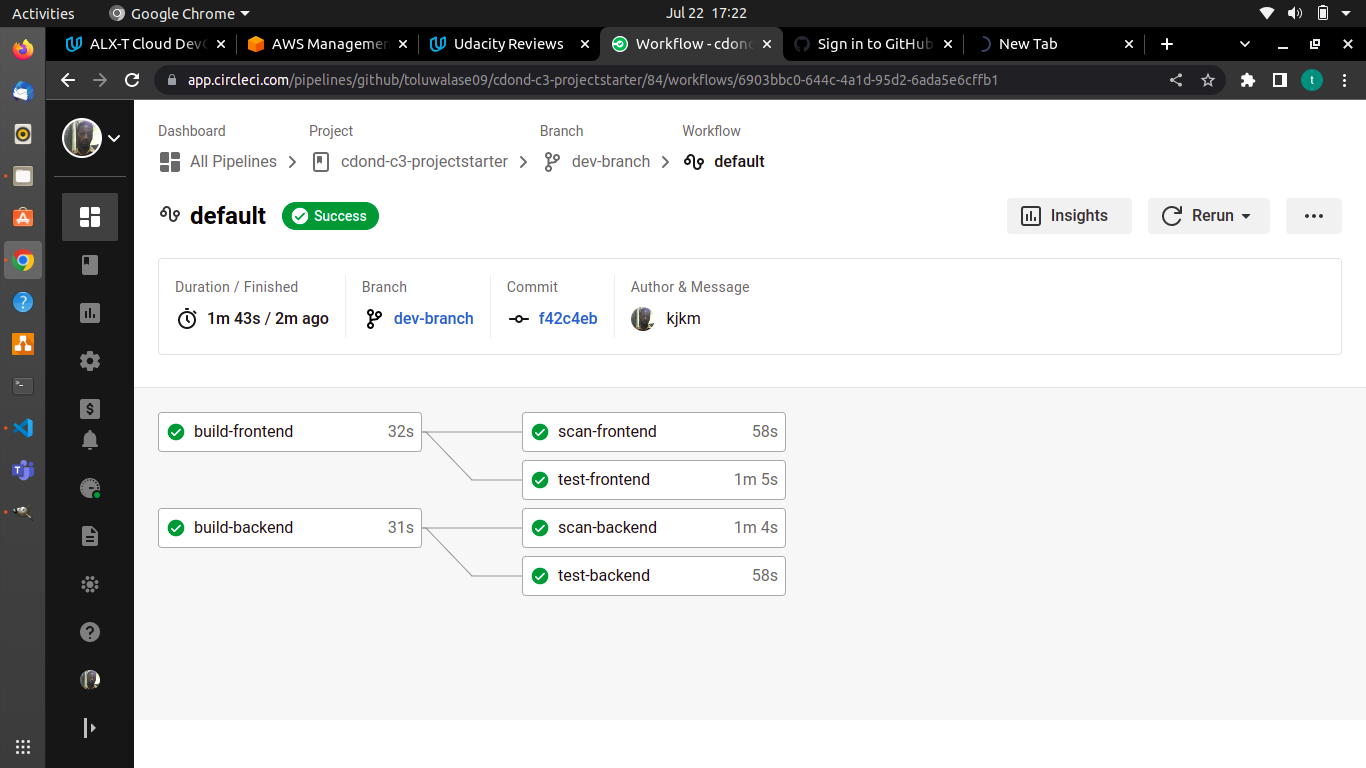 Activities Google Chrome Jul 22 17:22
ALX-T Cloud DevO AWS Managemen Udacity Reviews Workflow - cdond Sign in to GitHub New Tab
app.circleci.com/pipelines/github/toluwalase09/cdond-c3-projectstarter/84/workflows/6903bbc0-644c-4a1d-95d2-6ada5e6cffb1
t
Dashboard Project Branch Workflow
All Pipelines cdond-c3-projectstarter dev-branch default
default Success Insights Rerun
Duration / Finished Branch Commit Author & Message
1m 43s / 2m ago dev-branch f42c4eb kjkm
build-frontend 32s scan-frontend 58s
test-frontend 1m 5s
build-backend 31s scan-backend 1m 4s
test-backend 58s